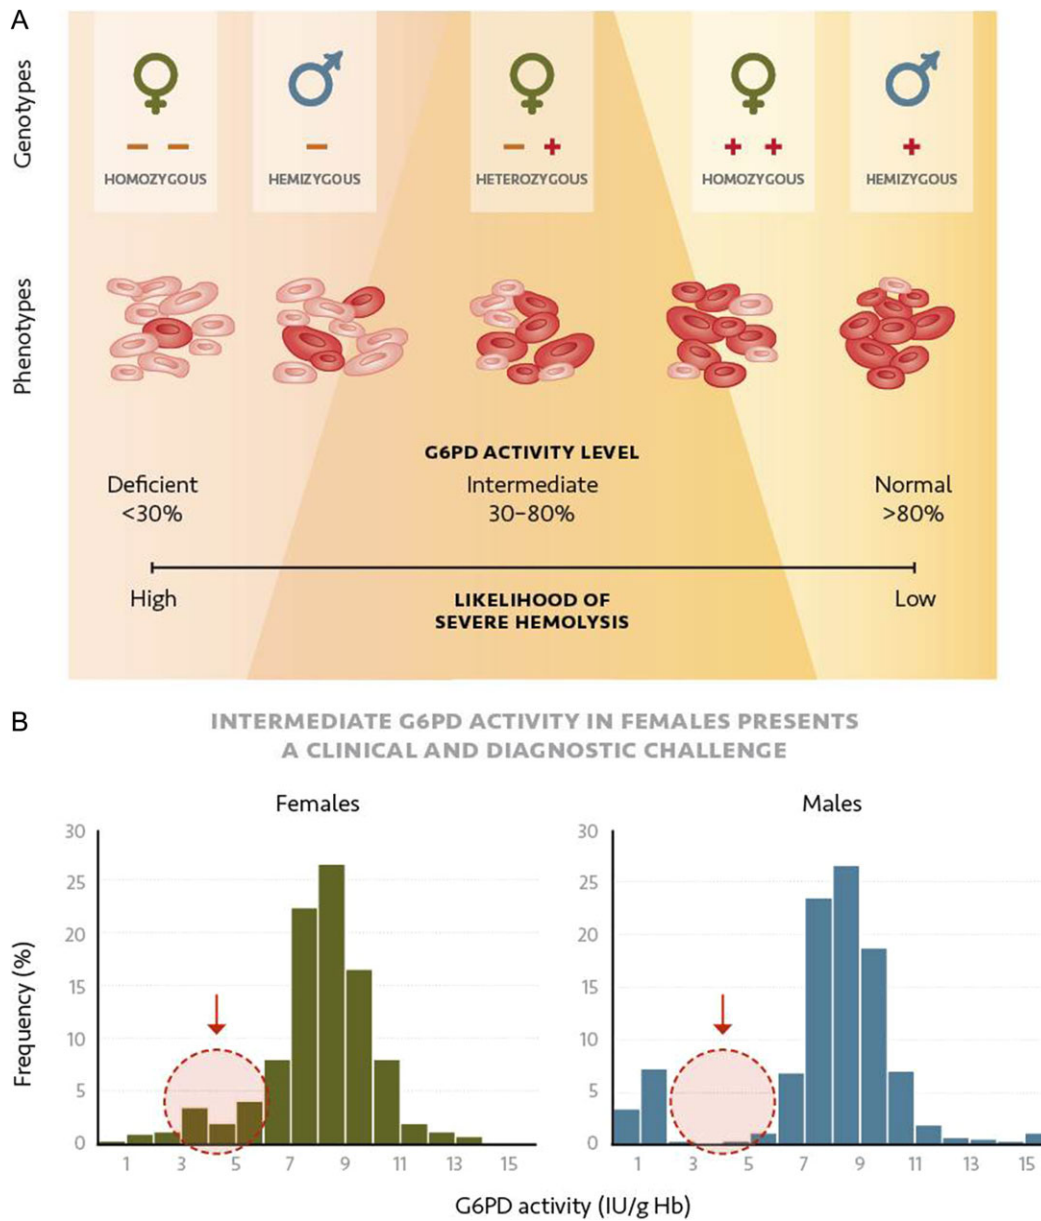 A
Genotypes
– –
HOMOZYGOUS
–
HEMIZYGOUS
– +
HETEROZYGOUS
+ +
HOMOZYGOUS
+
HEMIZYGOUS
Phenotypes
G6PD ACTIVITY LEVEL
Deficient
<30%
Intermediate
30–80%
Normal
>80%
High
LIKELIHOOD OF
SEVERE HEMOLYSIS
Low
B
INTERMEDIATE G6PD ACTIVITY IN FEMALES PRESENTS
A CLINICAL AND DIAGNOSTIC CHALLENGE
Females
Frequency (%)
30
25
20
15
10
5
0
1 3 5 7 9 11 13 15
Males
30
25
20
15
10
5
0
1 3 5 7 9 11 13 15
G6PD activity (IU/g Hb)